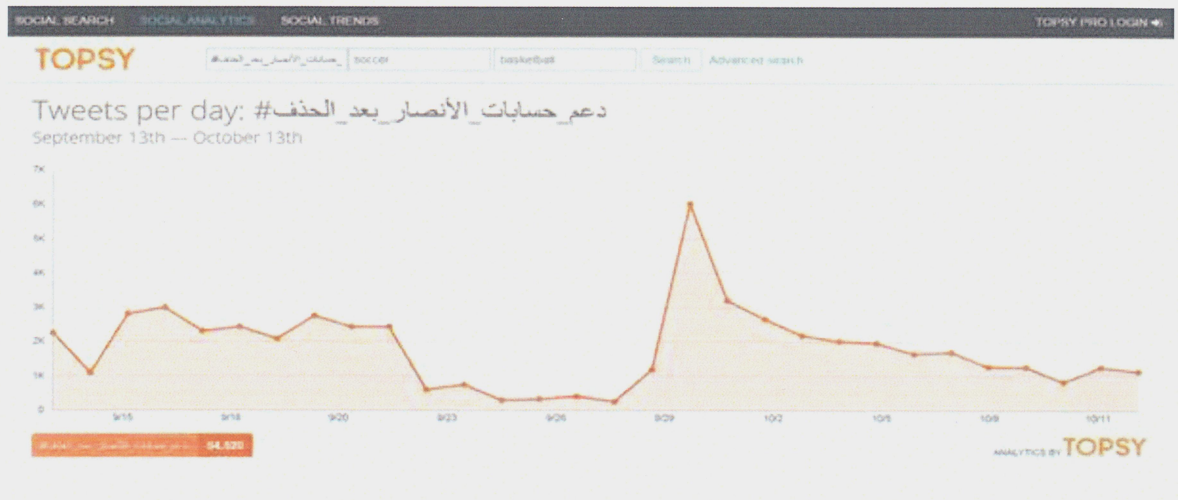 SOCIAL SEARCH SOCIAL ANALYTICS SOCIAL TRENDS TOPSY PRO LOGIN
TOPSY soccer basketball Search Advanced search
Tweets per day: #دعم_حسابات_الأنصار_بعد_الحذف
September 13th — October 13th
7K
6K
5K
4K
3K
2K
1K
0
9/15 9/18 9/20 9/23 9/26 9/29 10/2 10/5 10/8 10/11
54,520
ANALYTICS BY TOPSY